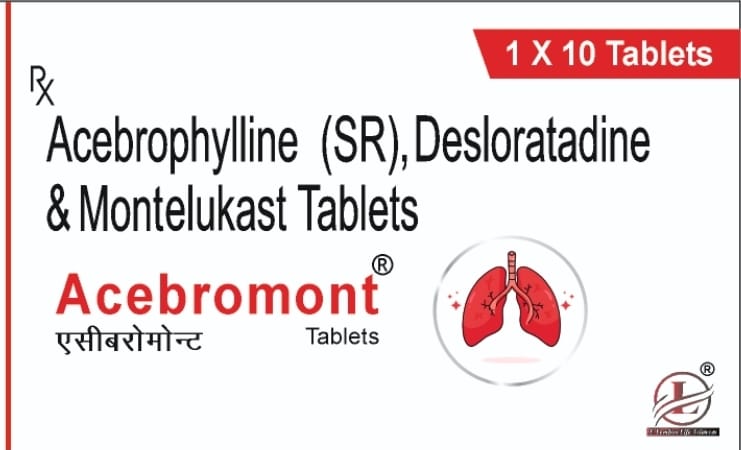 1 X 10 Tablets
Rx
Acebrophylline (SR), Desloratadine
& Montelukast Tablets
Acebromont®
एसीबरोमोन्ट Tablets
®
L